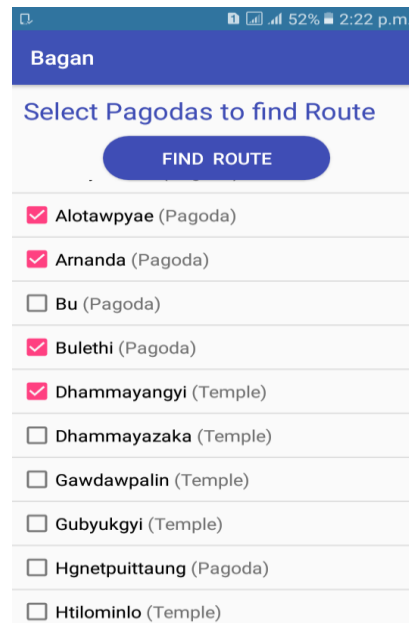 1 52% 2:22 p.m.
Bagan
Select Pagodas to find Route
FIND ROUTE
Alotawpyae (Pagoda)
Arnanda (Pagoda)
Bu (Pagoda)
Bulethi (Pagoda)
Dhammayangyi (Temple)
Dhammayazaka (Temple)
Gawdawpalin (Temple)
Gubyukgyi (Temple)
Hgnetpuittaung (Pagoda)
Htilominlo (Temple)